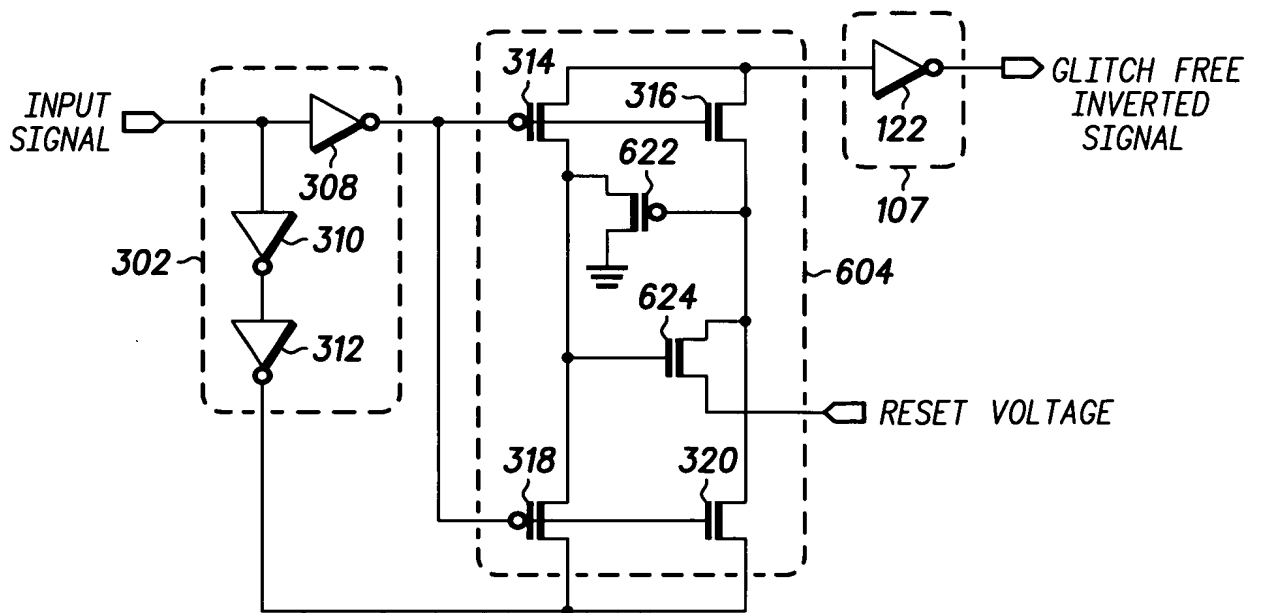 314
316
122
GLITCH FREE
INVERTED
SIGNAL
INPUT
SIGNAL
308
622
107
310
302
604
624
312
RESET VOLTAGE
318
320